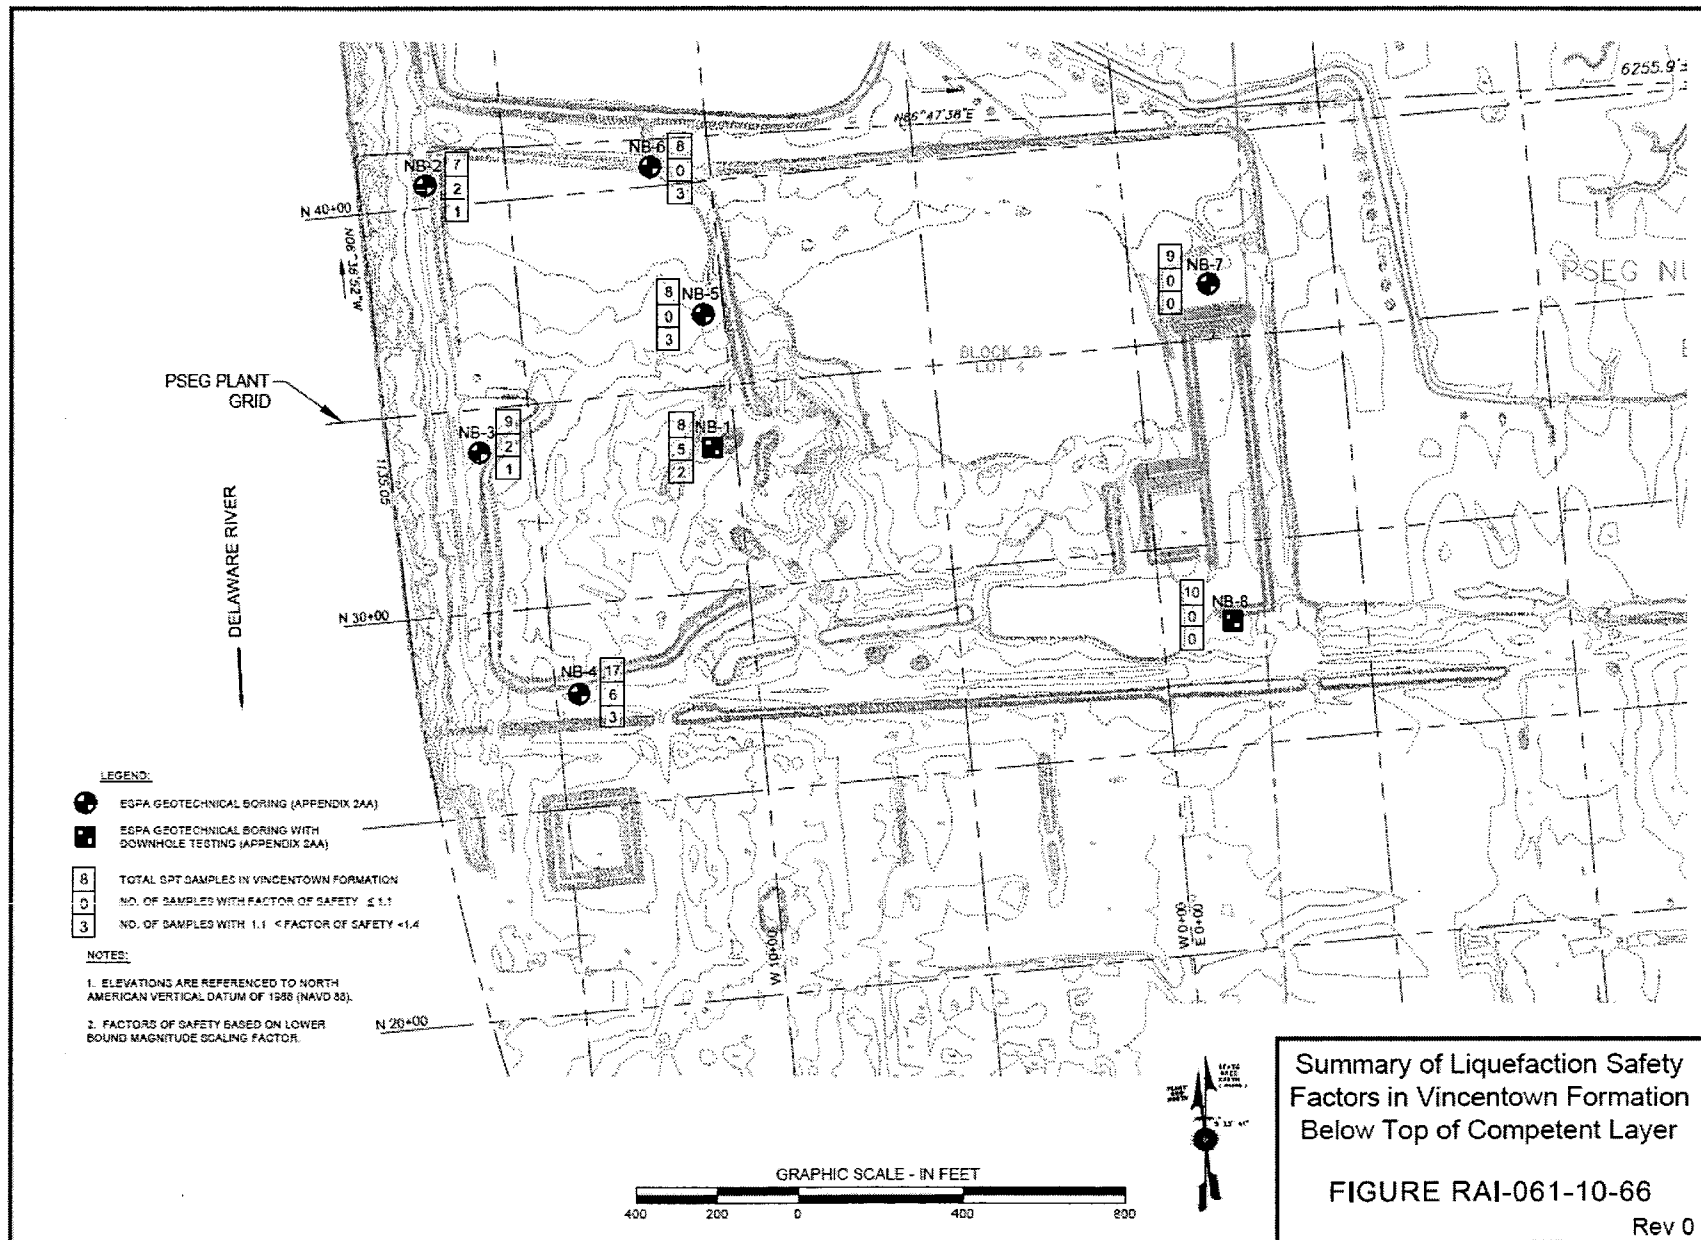 6255.9'±
N86°47'38"E
NB-6
8
0
3
NB-2
7
2
1
N 40+00
N06°36'52"W
NB-7
9
0
0
PSEG NU
NB-5
8
0
3
BLOCK 26
LOT 4
PSEG PLANT
GRID
NB-3
9
2
1
NB-1
8
5
2
1135.05
DELAWARE RIVER
N 30+00
NB-8
10
0
0
NB-4
17
6
3
LEGEND:
ESPA GEOTECHNICAL BORING (APPENDIX 2AA)
ESPA GEOTECHNICAL BORING WITH
DOWNHOLE TESTING (APPENDIX 2AA)
8
TOTAL SPT SAMPLES IN VINCENTOWN FORMATION
0
NO. OF SAMPLES WITH FACTOR OF SAFETY ≤ 1.1
3
NO. OF SAMPLES WITH 1.1 < FACTOR OF SAFETY <1.4
NOTES:
1. ELEVATIONS ARE REFERENCED TO NORTH
AMERICAN VERTICAL DATUM OF 1988 (NAVD 88).
2. FACTORS OF SAFETY BASED ON LOWER
BOUND MAGNITUDE SCALING FACTOR.
W 10+00
W 0+00
E 0+00
N 20+00
GRAPHIC SCALE - IN FEET
400 200 0 400 800
Summary of Liquefaction Safety
Factors in Vincentown Formation
Below Top of Competent Layer
FIGURE RAI-061-10-66
Rev 0